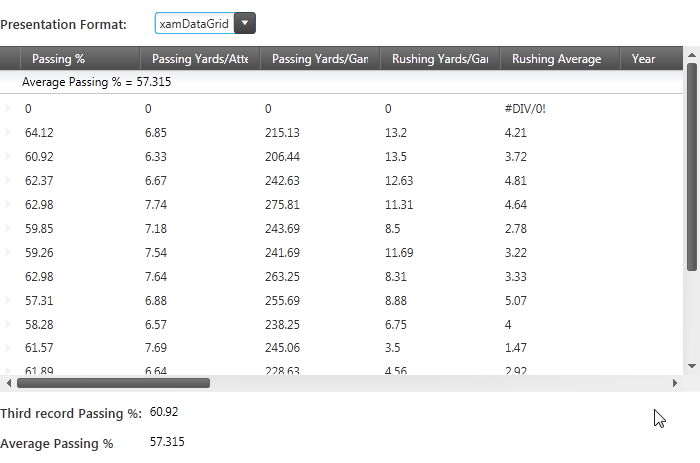 Presentation Format: xamDataGrid
Passing % Passing Yards/Atte Passing Yards/Gam Rushing Yards/Gam Rushing Average Year
Average Passing % = 57.315
0 0 0 0 #DIV/0!
64.12 6.85 215.13 13.2 4.21
60.92 6.33 206.44 13.5 3.72
62.37 6.67 242.63 12.63 4.81
62.98 7.74 275.81 11.31 4.64
59.85 7.18 243.69 8.5 2.78
59.26 7.54 241.69 11.69 3.22
62.98 7.64 263.25 8.31 3.33
57.31 6.88 255.69 8.88 5.07
58.28 6.57 238.25 6.75 4
61.57 7.69 245.06 3.5 1.47
61.89 6.64 228.63 4.56 2.92
Third record Passing %: 60.92
Average Passing % 57.315